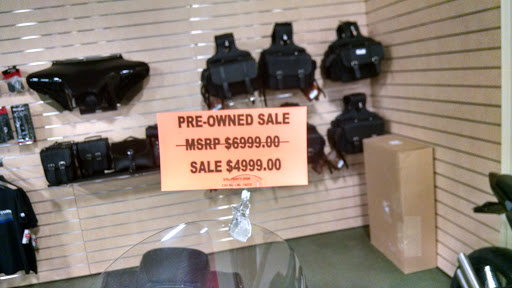 PRE-OWNED SALE
MSRP $6999.00
SALE $4999.00